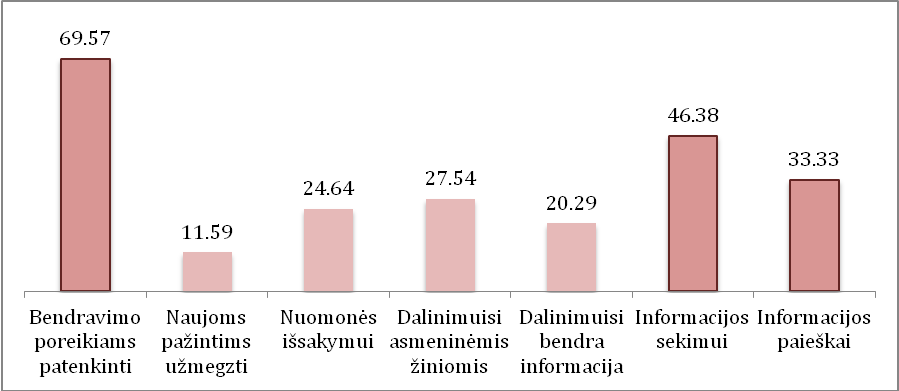 69.57
11.59
24.64
27.54
20.29
46.38
33.33
Bendravimo
poreikiams
patenkinti
Naujoms
pažintims
užmegzti
Nuomonės
išsakymui
Dalinimuisi
asmeninėmis
žiniomis
Dalinimuisi
bendra
informacija
Informacijos
sekimui
Informacijos
paieškai